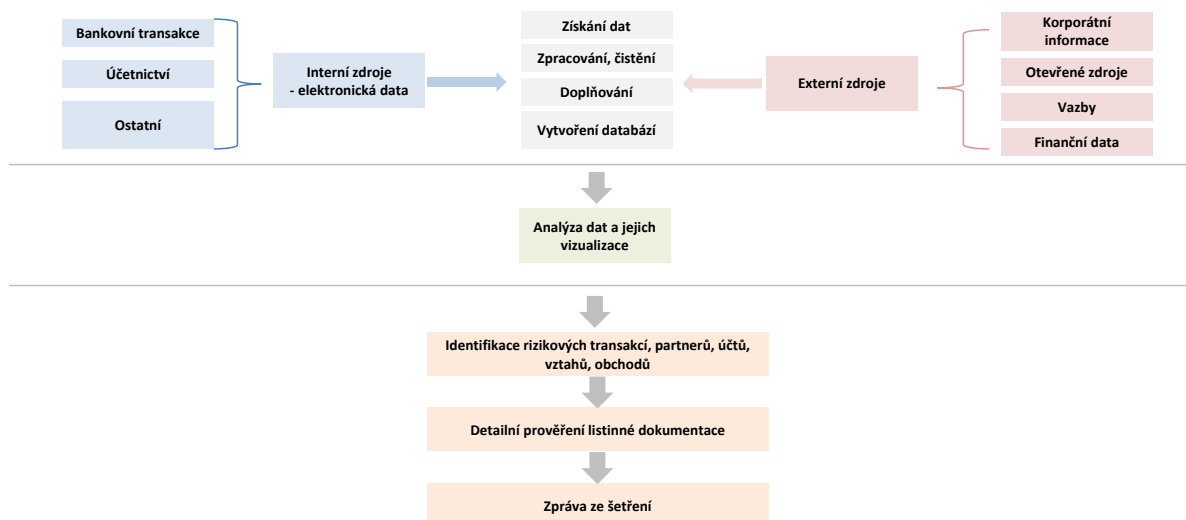 Bankovní transakce
Účetnictví
Ostatní
Interní zdroje
- elektronická data
Získání dat
Zpracování, čistění
Doplňování
Vytvoření databází
Externí zdroje
Korporátní
informace
Otevřené zdroje
Vazby
Finanční data
Analýza dat a jejich
vizualizace
Identifikace rizikových transakcí, partnerů, účtů,
vztahů, obchodů
Detailní prověření listinné dokumentace
Zpráva ze šetření